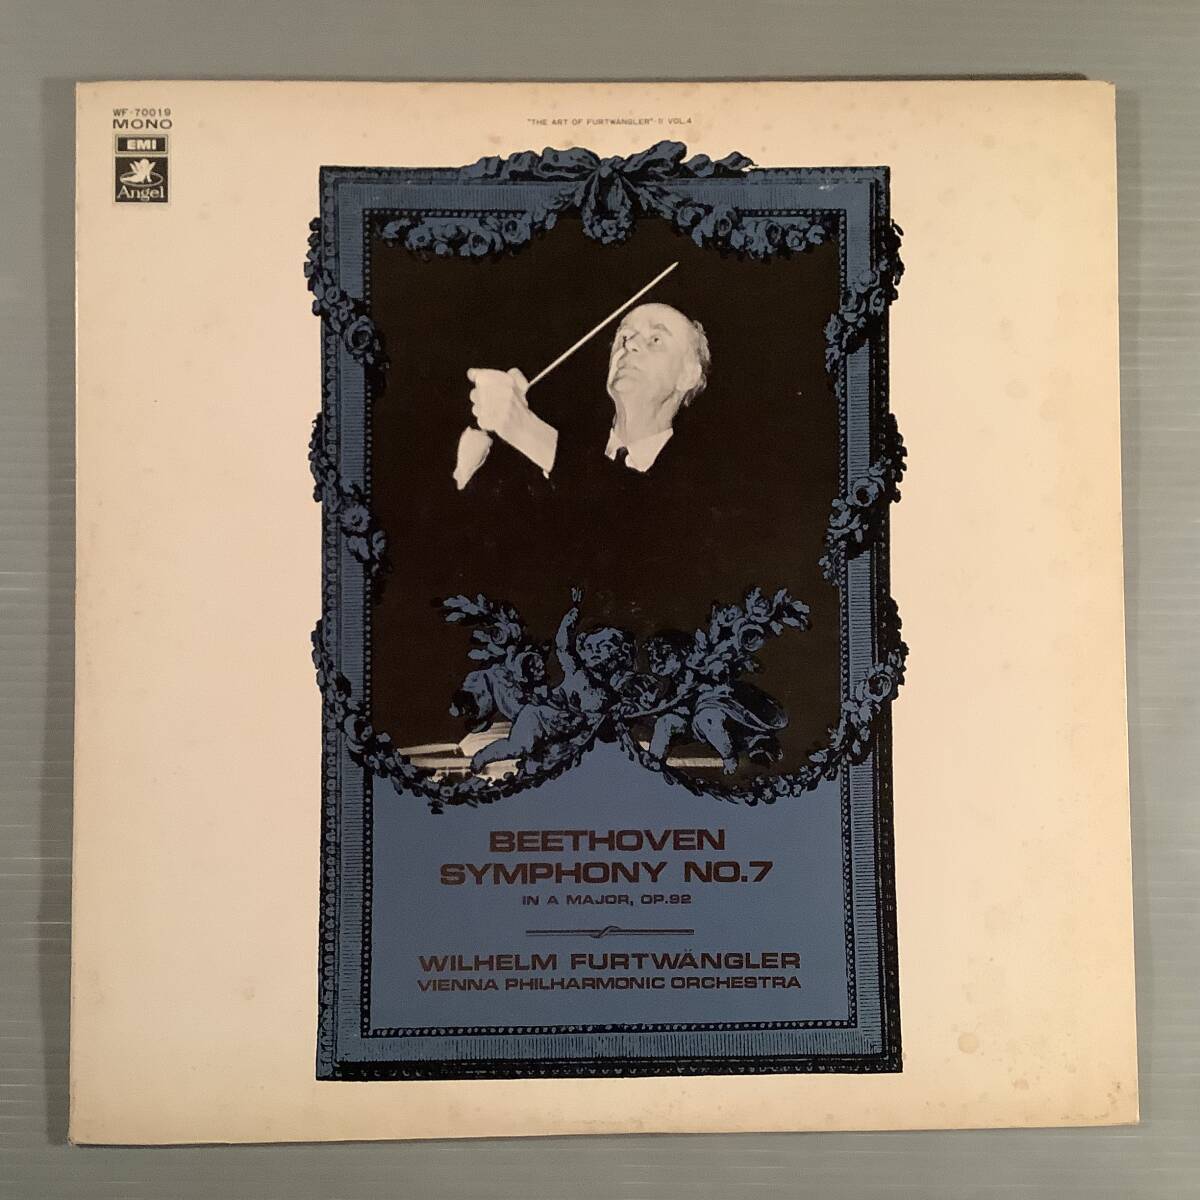 WF-70019
MONO
EMI
Angel
"THE ART OF FURTWÄNGLER"-II VOL.4
BEETHOVEN
SYMPHONY NO.7
IN A MAJOR, OP.92
WILHELM FURTWÄNGLER
VIENNA PHILHARMONIC ORCHESTRA